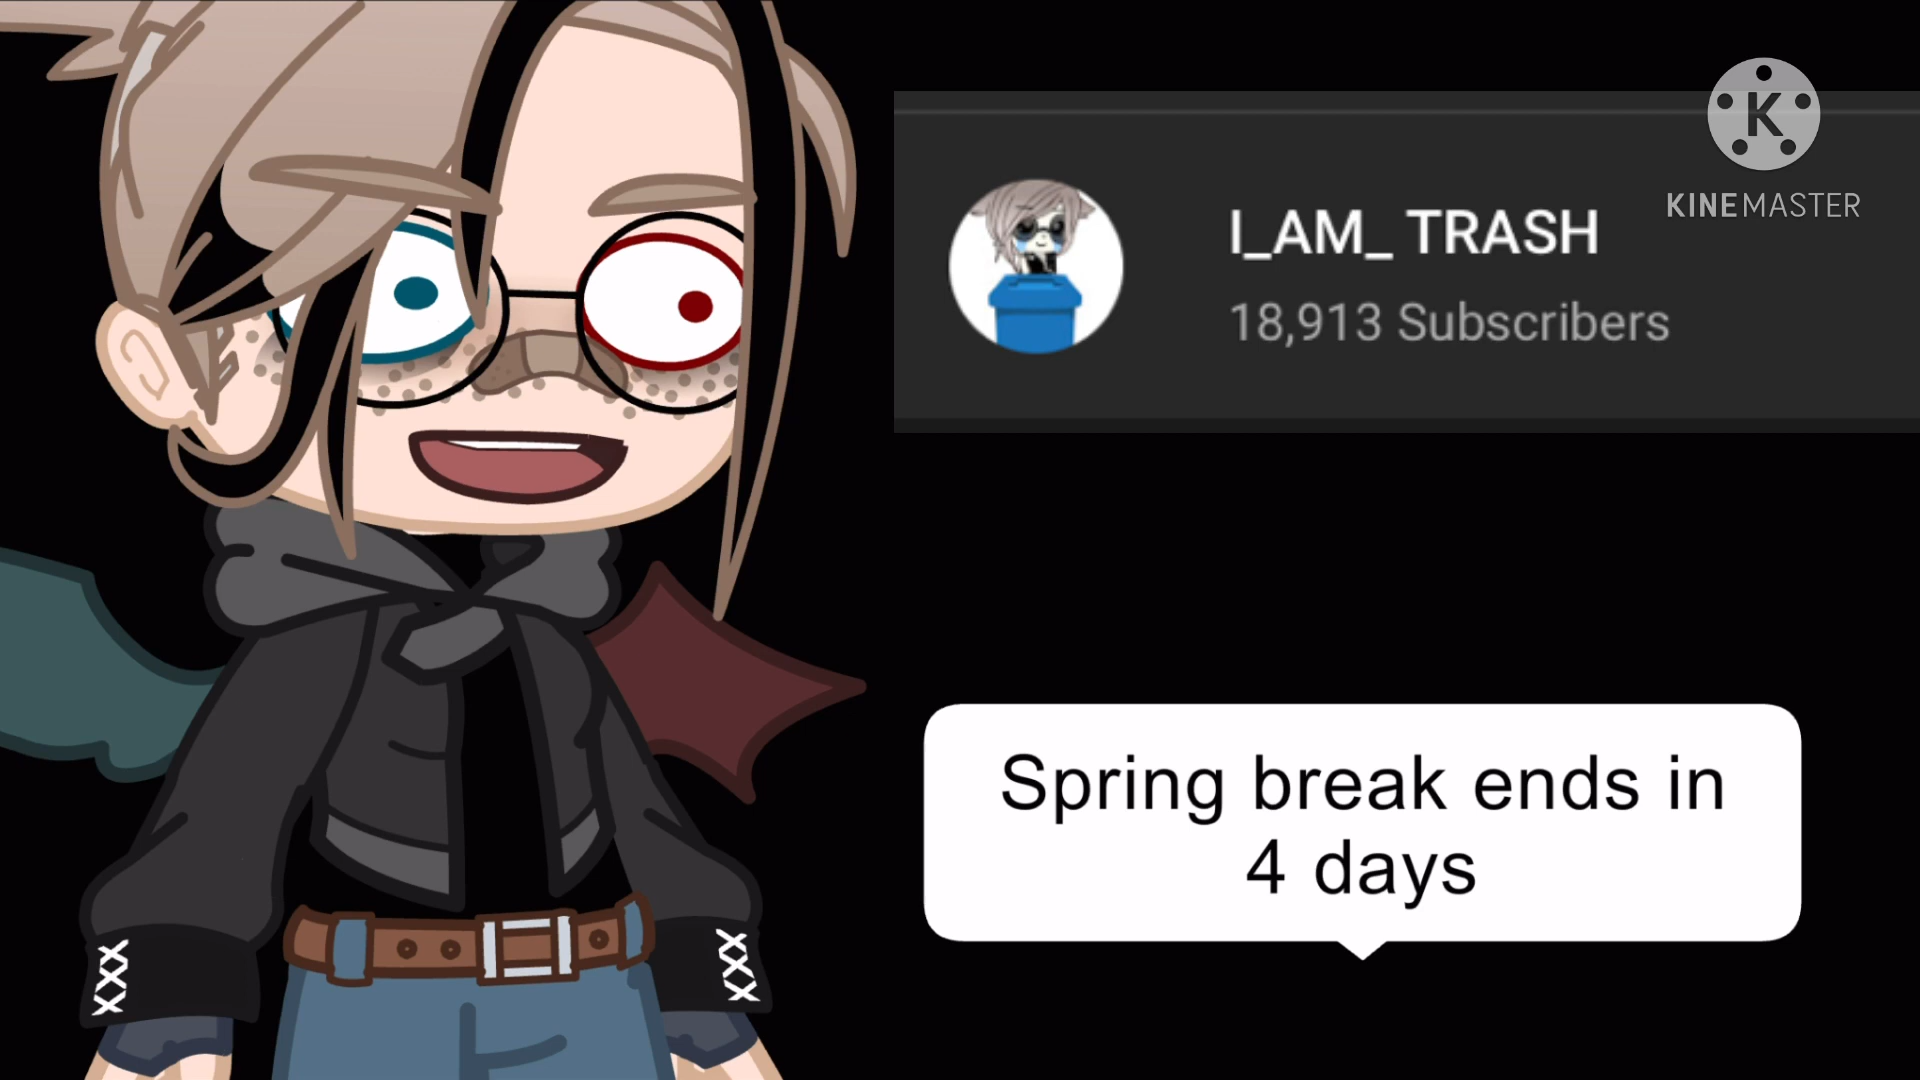 K
KINEMASTER
I_AM_ TRASH
18,913 Subscribers
Spring break ends in
4 days